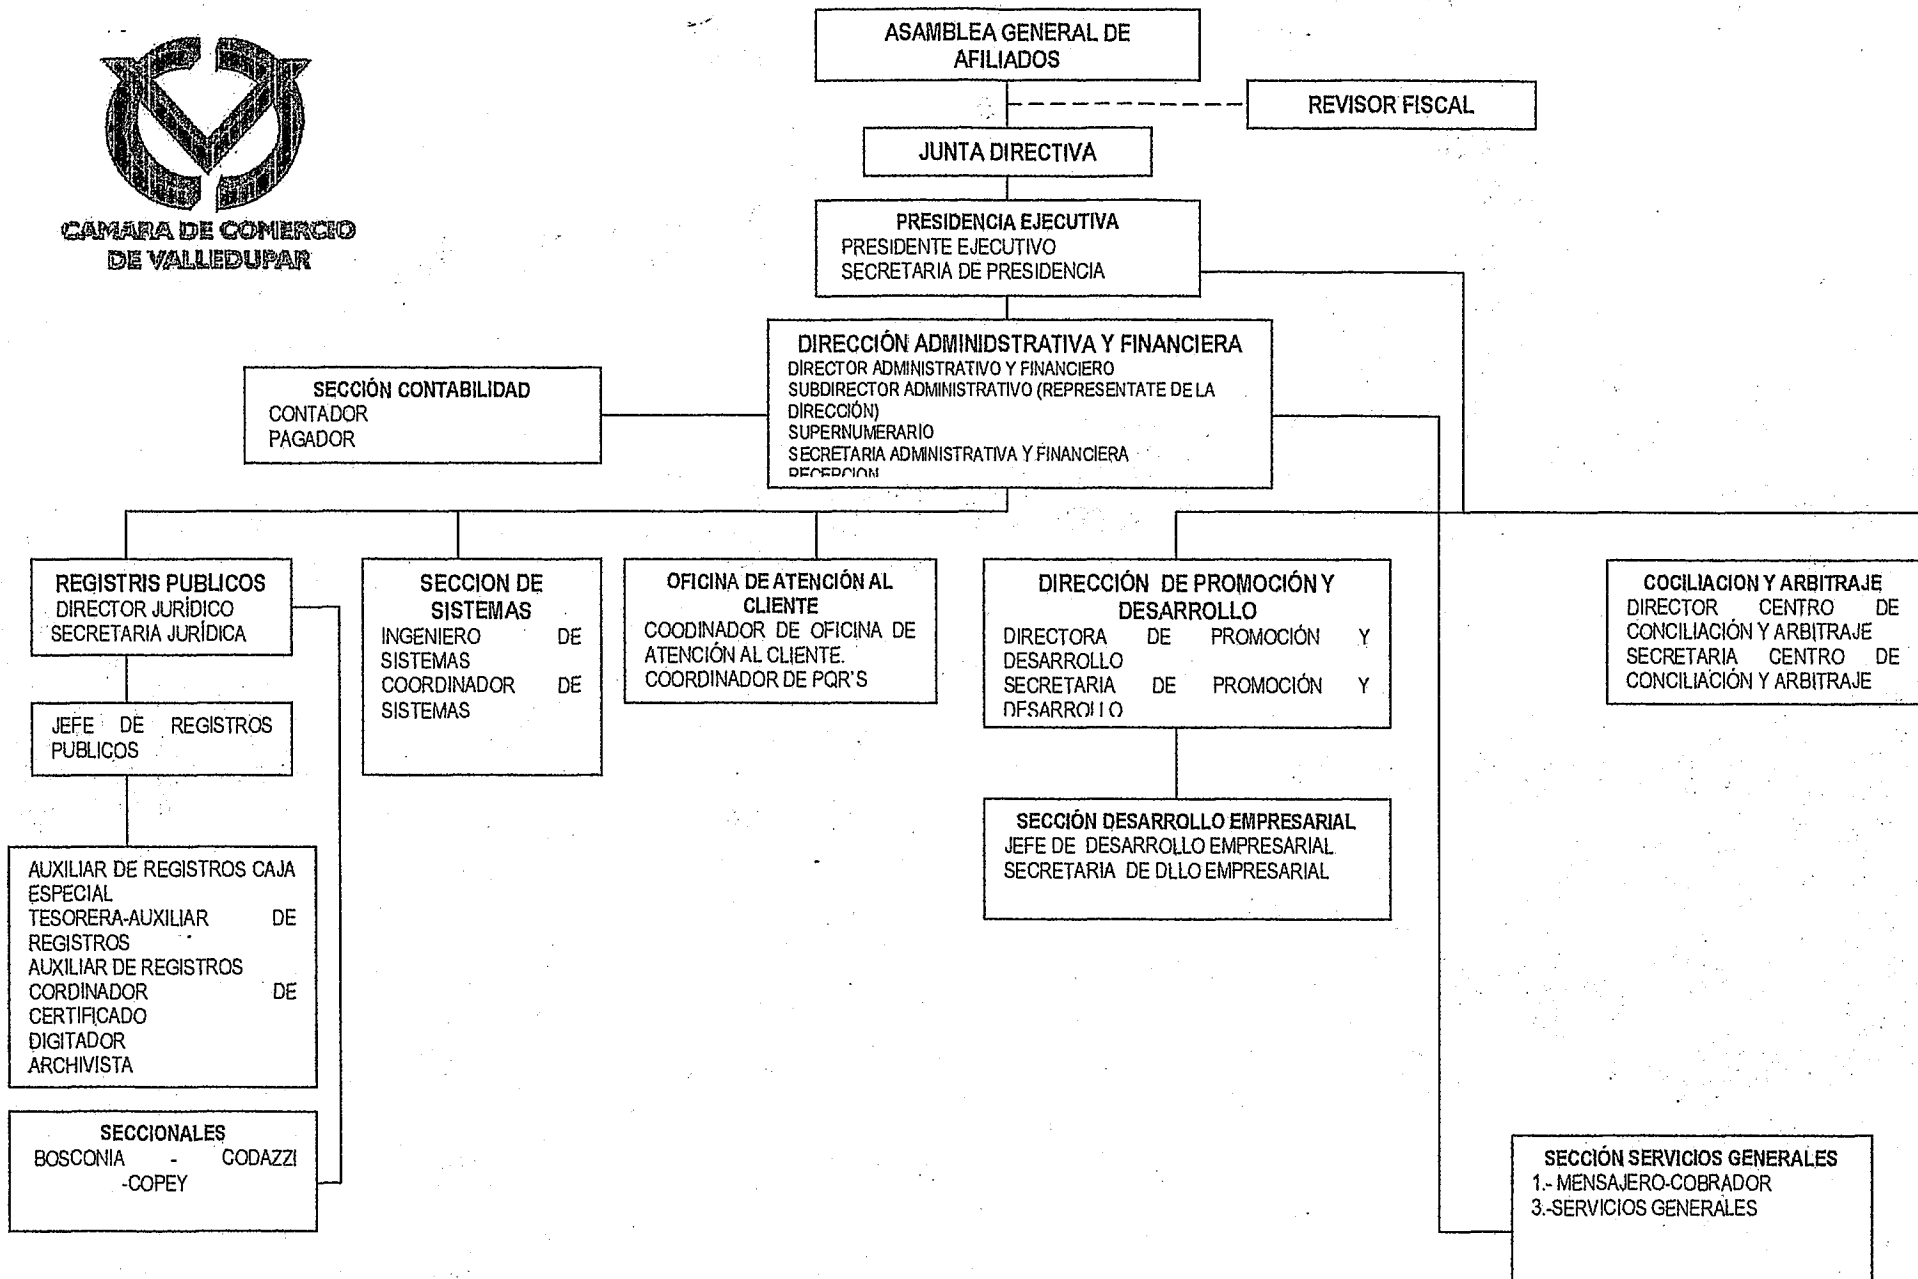 ASAMBLEA GENERAL DE
AFILIADOS
REVISOR FISCAL
JUNTA DIRECTIVA
CAMARA DE COMERCIO
DE VALLEDUPAR
PRESIDENCIA EJECUTIVA
PRESIDENTE EJECUTIVO
SECRETARIA DE PRESIDENCIA
DIRECCIÓN ADMINIDSTRATIVA Y FINANCIERA
DIRECTOR ADMINISTRATIVO Y FINANCIERO
SUBDIRECTOR ADMINISTRATIVO (REPRESENTATE DE LA
DIRECCIÓN)
SUPERNUMERARIO
SECRETARIA ADMINISTRATIVA Y FINANCIERA
RECEPCION
SECCIÓN CONTABILIDAD
CONTADOR
PAGADOR
REGISTRIS PUBLICOS
DIRECTOR JURÍDICO
SECRETARIA JURÍDICA
JEFE DE REGISTROS
PUBLICOS
AUXILIAR DE REGISTROS CAJA
ESPECIAL
TESORERA-AUXILIAR DE
REGISTROS
AUXILIAR DE REGISTROS
CORDINADOR DE
CERTIFICADO
DIGITADOR
ARCHIVISTA
SECCIONALES
BOSCONIA - CODAZZI
-COPEY
SECCION DE
SISTEMAS
INGENIERO DE
SISTEMAS
COORDINADOR DE
SISTEMAS
OFICINA DE ATENCIÓN AL
CLIENTE
COODINADOR DE OFICINA DE
ATENCIÓN AL CLIENTE.
COORDINADOR DE PQR'S
DIRECCIÓN DE PROMOCIÓN Y
DESARROLLO
DIRECTORA DE PROMOCIÓN Y
DESARROLLO
SECRETARIA DE PROMOCIÓN Y
DESARROLLO
SECCIÓN DESARROLLO EMPRESARIAL
JEFE DE DESARROLLO EMPRESARIAL
SECRETARIA DE DLLO EMPRESARIAL
COCILIACION Y ARBITRAJE
DIRECTOR CENTRO DE
CONCILIACIÓN Y ARBITRAJE
SECRETARIA CENTRO DE
CONCILIACIÓN Y ARBITRAJE
SECCIÓN SERVICIOS GENERALES
1.- MENSAJERO-COBRADOR
3.-SERVICIOS GENERALES